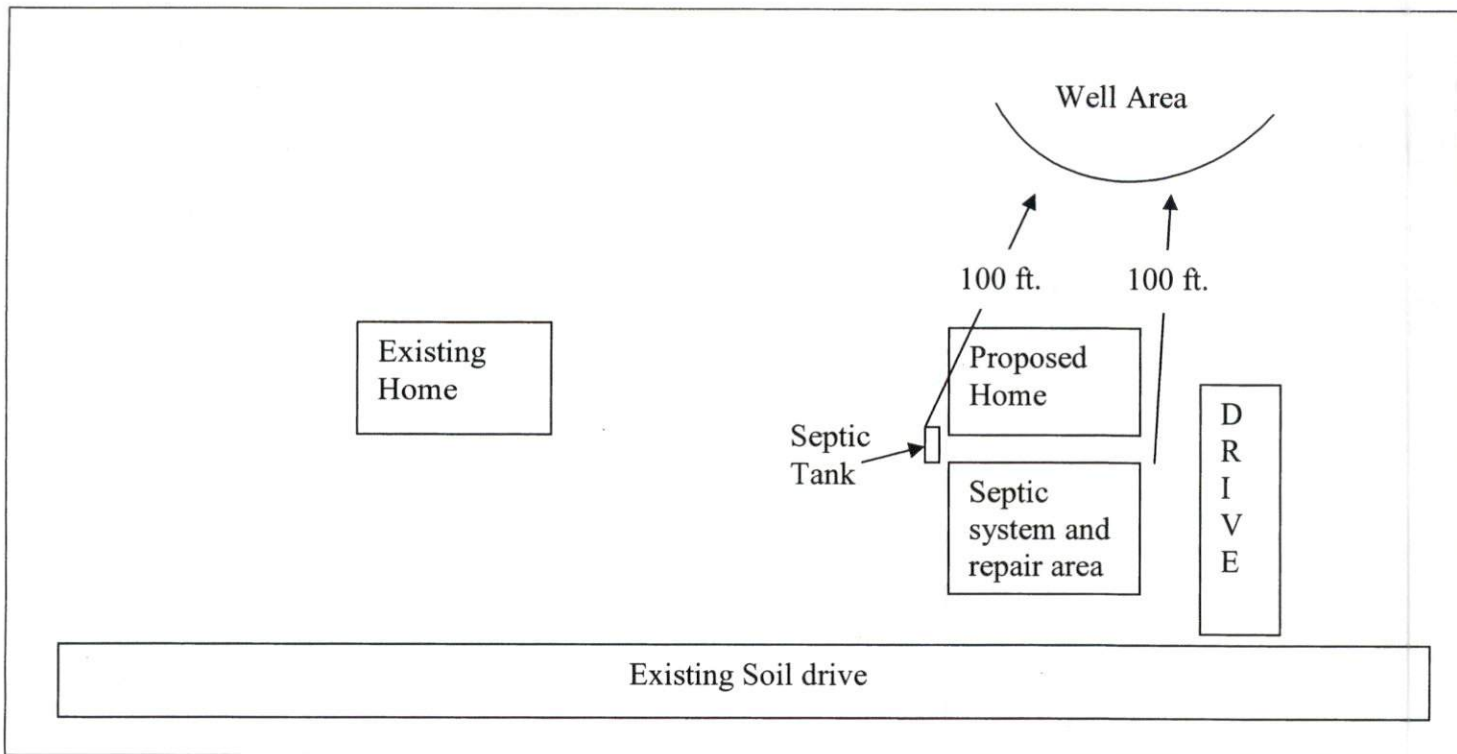 Well Area
100 ft.
100 ft.
Existing
Home
Proposed
Home
Septic
Tank
Septic
system and
repair area
D
R
I
V
E
Existing Soil drive